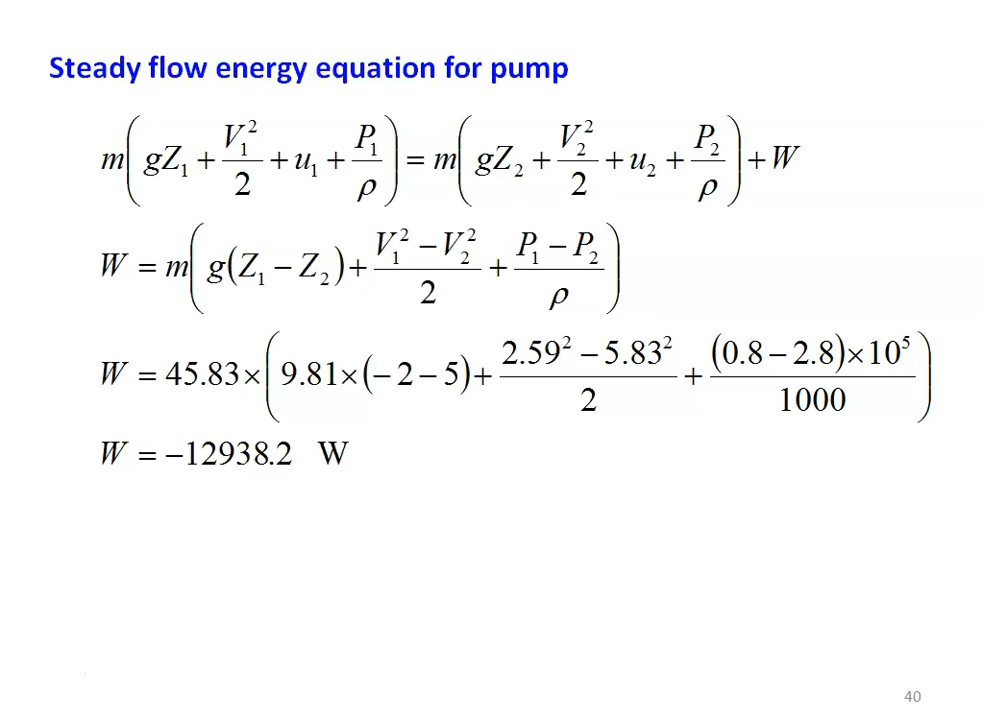 Steady flow energy equation for pump
m(gZ₁ + V₁²/2 + u₁ + P₁/ρ) = m(gZ₂ + V₂²/2 + u₂ + P₂/ρ) + W
W = m(g(Z₁ − Z₂) + (V₁² − V₂²)/2 + (P₁ − P₂)/ρ)
W = 45.83 × (9.81 × (−2 − 5) + (2.59² − 5.83²)/2 + ((0.8 − 2.8) × 10⁵)/1000)
W = −12938.2 W
40